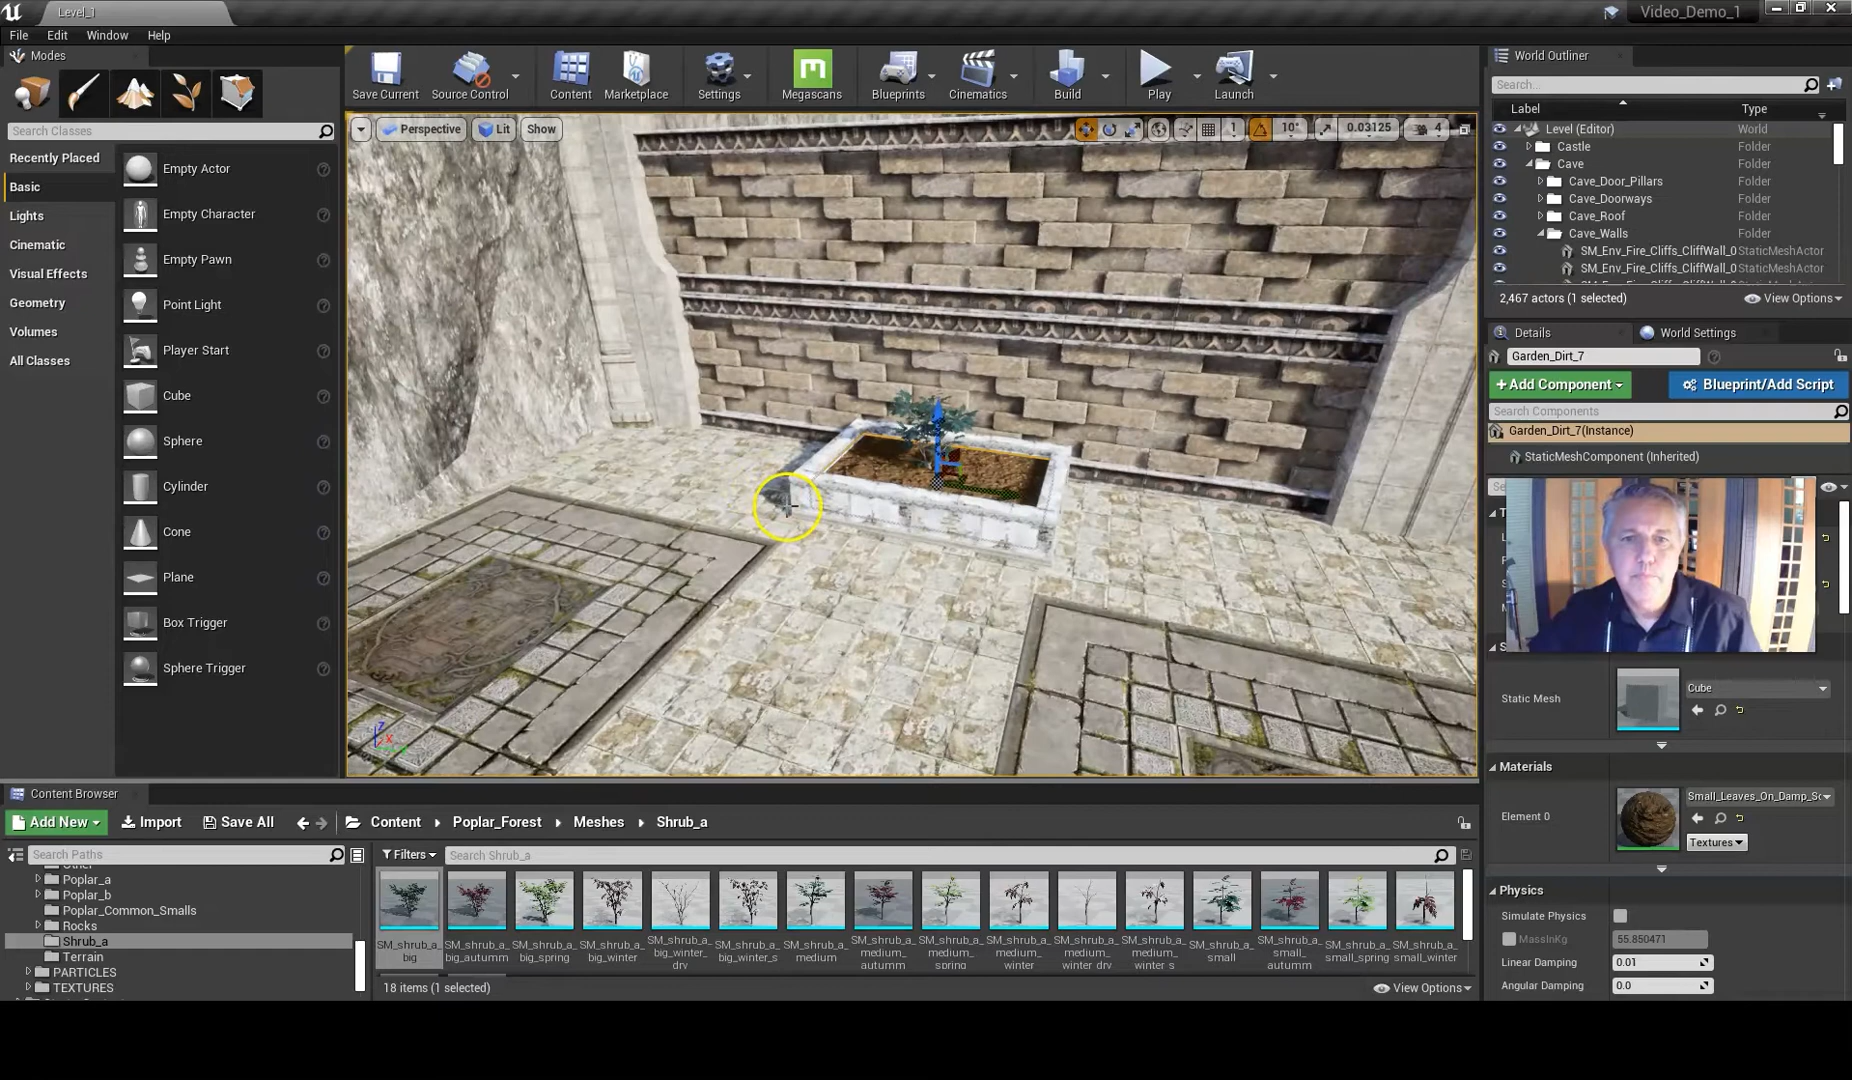 Level_1
Video_Demo_1
File Edit Window Help
Modes
Search Classes
Recently Placed
Basic
Lights
Cinematic
Visual Effects
Geometry
Volumes
All Classes
Empty Actor
Empty Character
Empty Pawn
Point Light
Player Start
Cube
Sphere
Cylinder
Cone
Plane
Box Trigger
Sphere Trigger
Save Current Source Control Content Marketplace Settings Megascans Blueprints Cinematics Build Play Launch
Perspective Lit Show
1 10° 0.03125 4
World Outliner
Search...
Label Type
Level (Editor) World
Castle Folder
Cave Folder
Cave_Door_Pillars Folder
Cave_Doorways Folder
Cave_Roof Folder
Cave_Walls Folder
SM_Env_Fire_Cliffs_CliffWall_0 StaticMeshActor
SM_Env_Fire_Cliffs_CliffWall_0 StaticMeshActor
2,467 actors (1 selected) View Options
Details World Settings
Garden_Dirt_7
+Add Component Blueprint/Add Script
Search Components
Garden_Dirt_7(Instance)
StaticMeshComponent (Inherited)
Static Mesh Cube
Materials
Element 0 Small_Leaves_On_Damp_So
Textures
Physics
Simulate Physics
MassInKg 55.850471
Linear Damping 0.01
Angular Damping 0.0
Content Browser
Add New Import Save All Content Poplar_Forest Meshes Shrub_a
Search Paths
Poplar_a
Poplar_b
Poplar_Common_Smalls
Rocks
Shrub_a
Terrain
PARTICLES
TEXTURES
Filters Search Shrub_a
SM_shrub_a_big
SM_shrub_a_big_autumm
SM_shrub_a_big_spring
SM_shrub_a_big_winter
SM_shrub_a_big_winter_dry
SM_shrub_a_big_winter_s
SM_shrub_a_medium
SM_shrub_a_medium_autumm
SM_shrub_a_medium_spring
SM_shrub_a_medium_winter
SM_shrub_a_medium_winter_dry
SM_shrub_a_medium_winter_s
SM_shrub_a_small
SM_shrub_a_small_autumm
SM_shrub_a_small_spring
SM_shrub_a_small_winter
18 items (1 selected) View Options